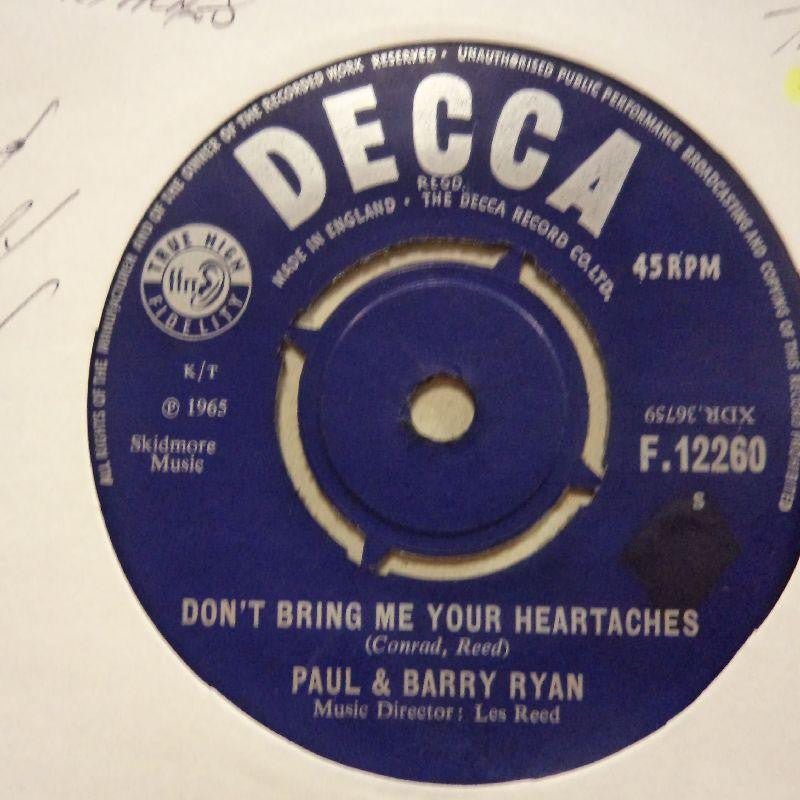 ALL RIGHTS OF THE MANUFACTURER AND OF THE OWNER OF THE RECORDED WORK RESERVED · UNAUTHORISED PUBLIC PERFORMANCE BROADCASTING AND COPYING OF THIS RECORD PROHIBITED
DECCA
REGD.
MADE IN ENGLAND · THE DECCA RECORD CO. LTD.
TRUE HIGH
FIDELITY
45 RPM
K/T
℗ 1965
Skidmore
Music
XDR.36759
F.12260
S
DON'T BRING ME YOUR HEARTACHES
(Conrad, Reed)
PAUL & BARRY RYAN
Music Director: Les Reed